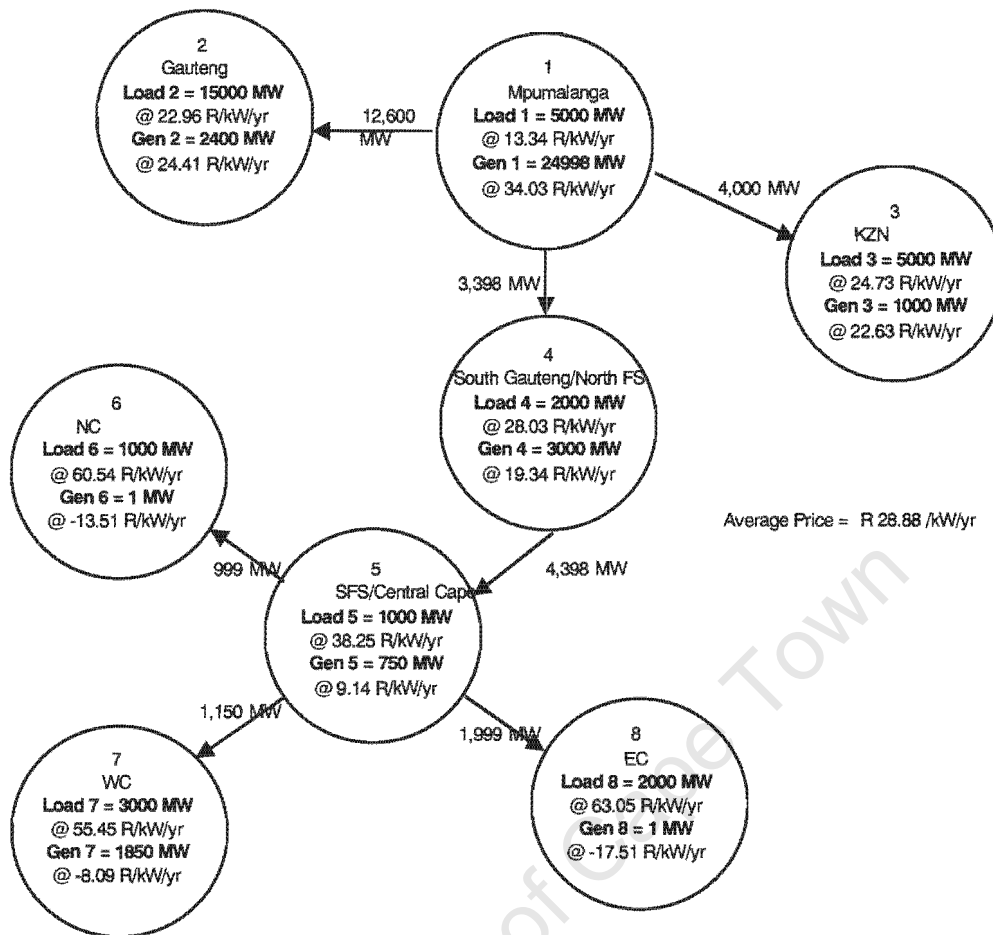 2
Gauteng
Load 2 = 15000 MW
@ 22.96 R/kW/yr
Gen 2 = 2400 MW
@ 24.41 R/kW/yr
12,600
MW
1
Mpumalanga
Load 1 = 5000 MW
@ 13.34 R/kW/yr
Gen 1 = 24998 MW
@ 34.03 R/kW/yr
4,000 MW
3
KZN
Load 3 = 5000 MW
@ 24.73 R/kW/yr
Gen 3 = 1000 MW
@ 22.63 R/kW/yr
3,398 MW
4
South Gauteng/North FS
Load 4 = 2000 MW
@ 28.03 R/kW/yr
Gen 4 = 3000 MW
@ 19.34 R/kW/yr
6
NC
Load 6 = 1000 MW
@ 60.54 R/kW/yr
Gen 6 = 1 MW
@ -13.51 R/kW/yr
Average Price = R 28.88 /kW/yr
999 MW
4,398 MW
5
SFS/Central Cape
Load 5 = 1000 MW
@ 38.25 R/kW/yr
Gen 5 = 750 MW
@ 9.14 R/kW/yr
1,150 MW
1,999 MW
7
WC
Load 7 = 3000 MW
@ 55.45 R/kW/yr
Gen 7 = 1850 MW
@ -8.09 R/kW/yr
8
EC
Load 8 = 2000 MW
@ 63.05 R/kW/yr
Gen 8 = 1 MW
@ -17.51 R/kW/yr
of Cape Town